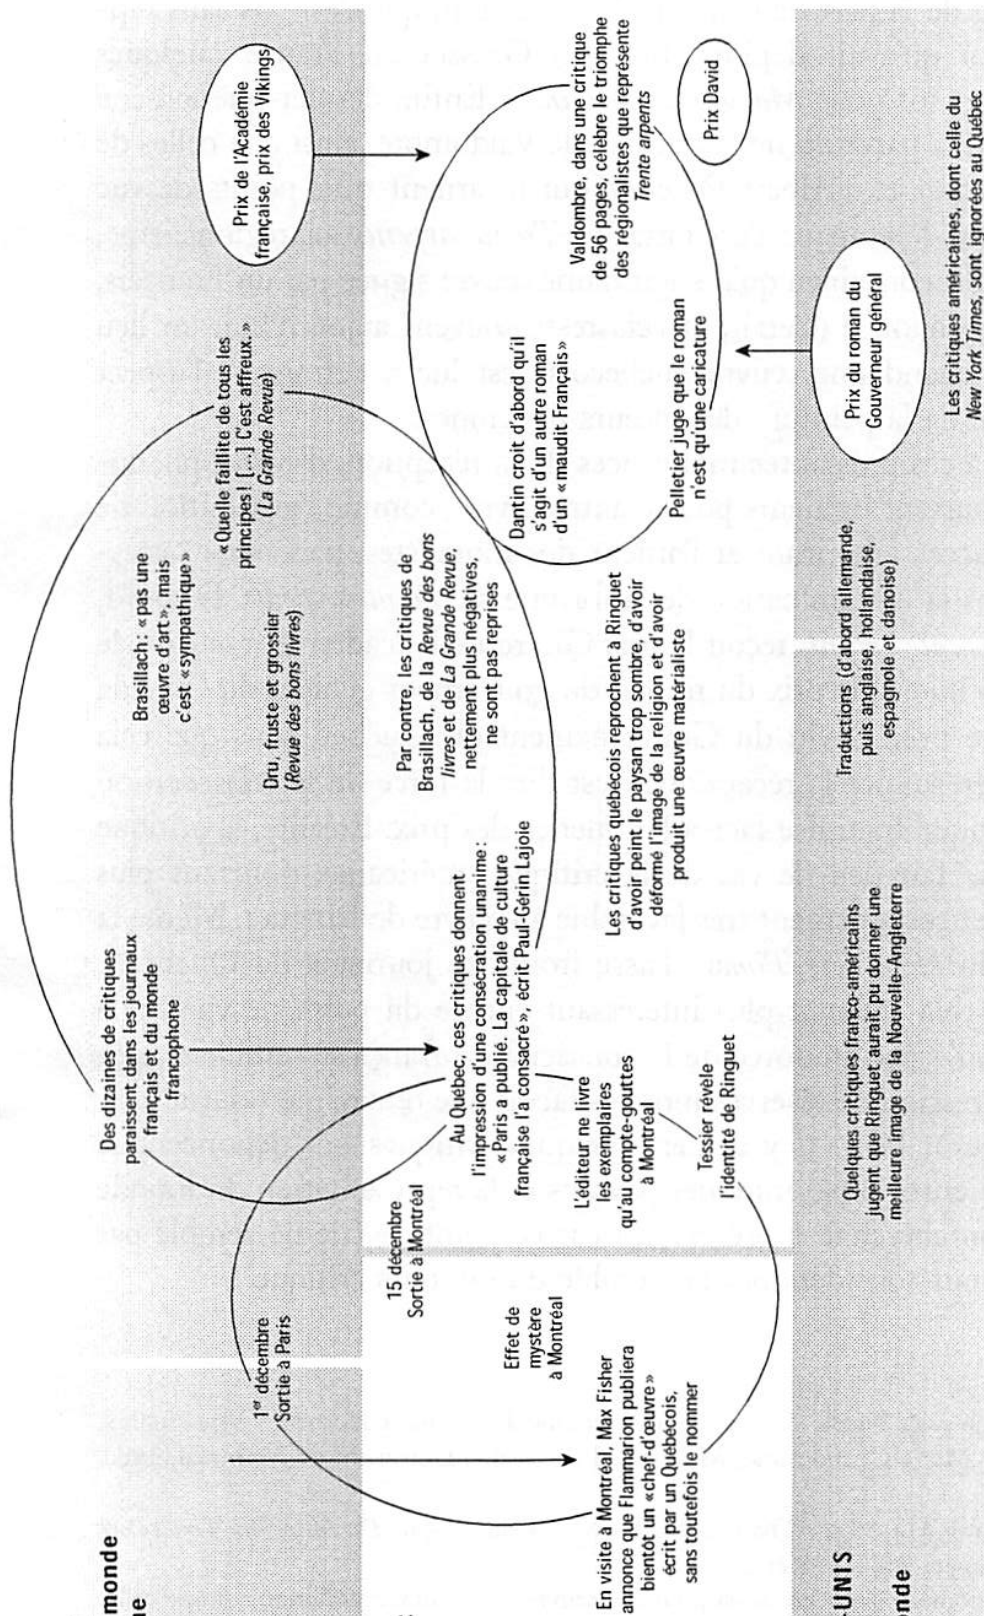 monde
1er décembre
Sortie à Paris
Des dizaines de critiques
paraissent dans les journaux
français et du monde
francophone
Brasillach : «pas une
œuvre d'art», mais
c'est «sympathique»
Dru, fruste et grossier
(Revue des bons livres)
«Quelle faillite de tous les
principes ! [...] C'est affreux.»
(La Grande Revue)
Prix de l'Académie
française, prix des Vikings
15 décembre
Sortie à Montréal
Effet de
mystère
à Montréal
En visite à Montréal, Max Fisher
annonce que Flammarion publiera
bientôt un «chef-d'œuvre»
écrit par un Québécois,
sans toutefois le nommer
Au Québec, ces critiques donnent
l'impression d'une consécration unanime :
«Paris a publié. La capitale de culture
française l'a consacré», écrit Paul-Gérin Lajoie
L'éditeur ne livre
les exemplaires
qu'au compte-gouttes
à Montréal
Tessier révèle
l'identité de Ringuet
Par contre, les critiques de
Brasillach, de la Revue des bons
livres et de La Grande Revue,
nettement plus négatives,
ne sont pas reprises
Les critiques québécois reprochent à Ringuet
d'avoir peint le paysan trop sombre, d'avoir
déformé l'image de la religion et d'avoir
produit une œuvre matérialiste
Dantin croit d'abord qu'il
s'agit d'un autre roman
d'un «maudit Français»
Pelletier juge que le roman
n'est qu'une caricature
Valdombre, dans une critique
de 56 pages, célèbre le triomphe
des régionalistes que représente
Trente arpents
Prix David
-UNIS
nde
Quelques critiques franco-américains
jugent que Ringuet aurait pu donner une
meilleure image de la Nouvelle-Angleterre
Traductions (d'abord allemande,
puis anglaise, hollandaise,
espagnole et danoise)
Prix du roman du
Gouverneur général
Les critiques américaines, dont celle du
New York Times, sont ignorées au Québec